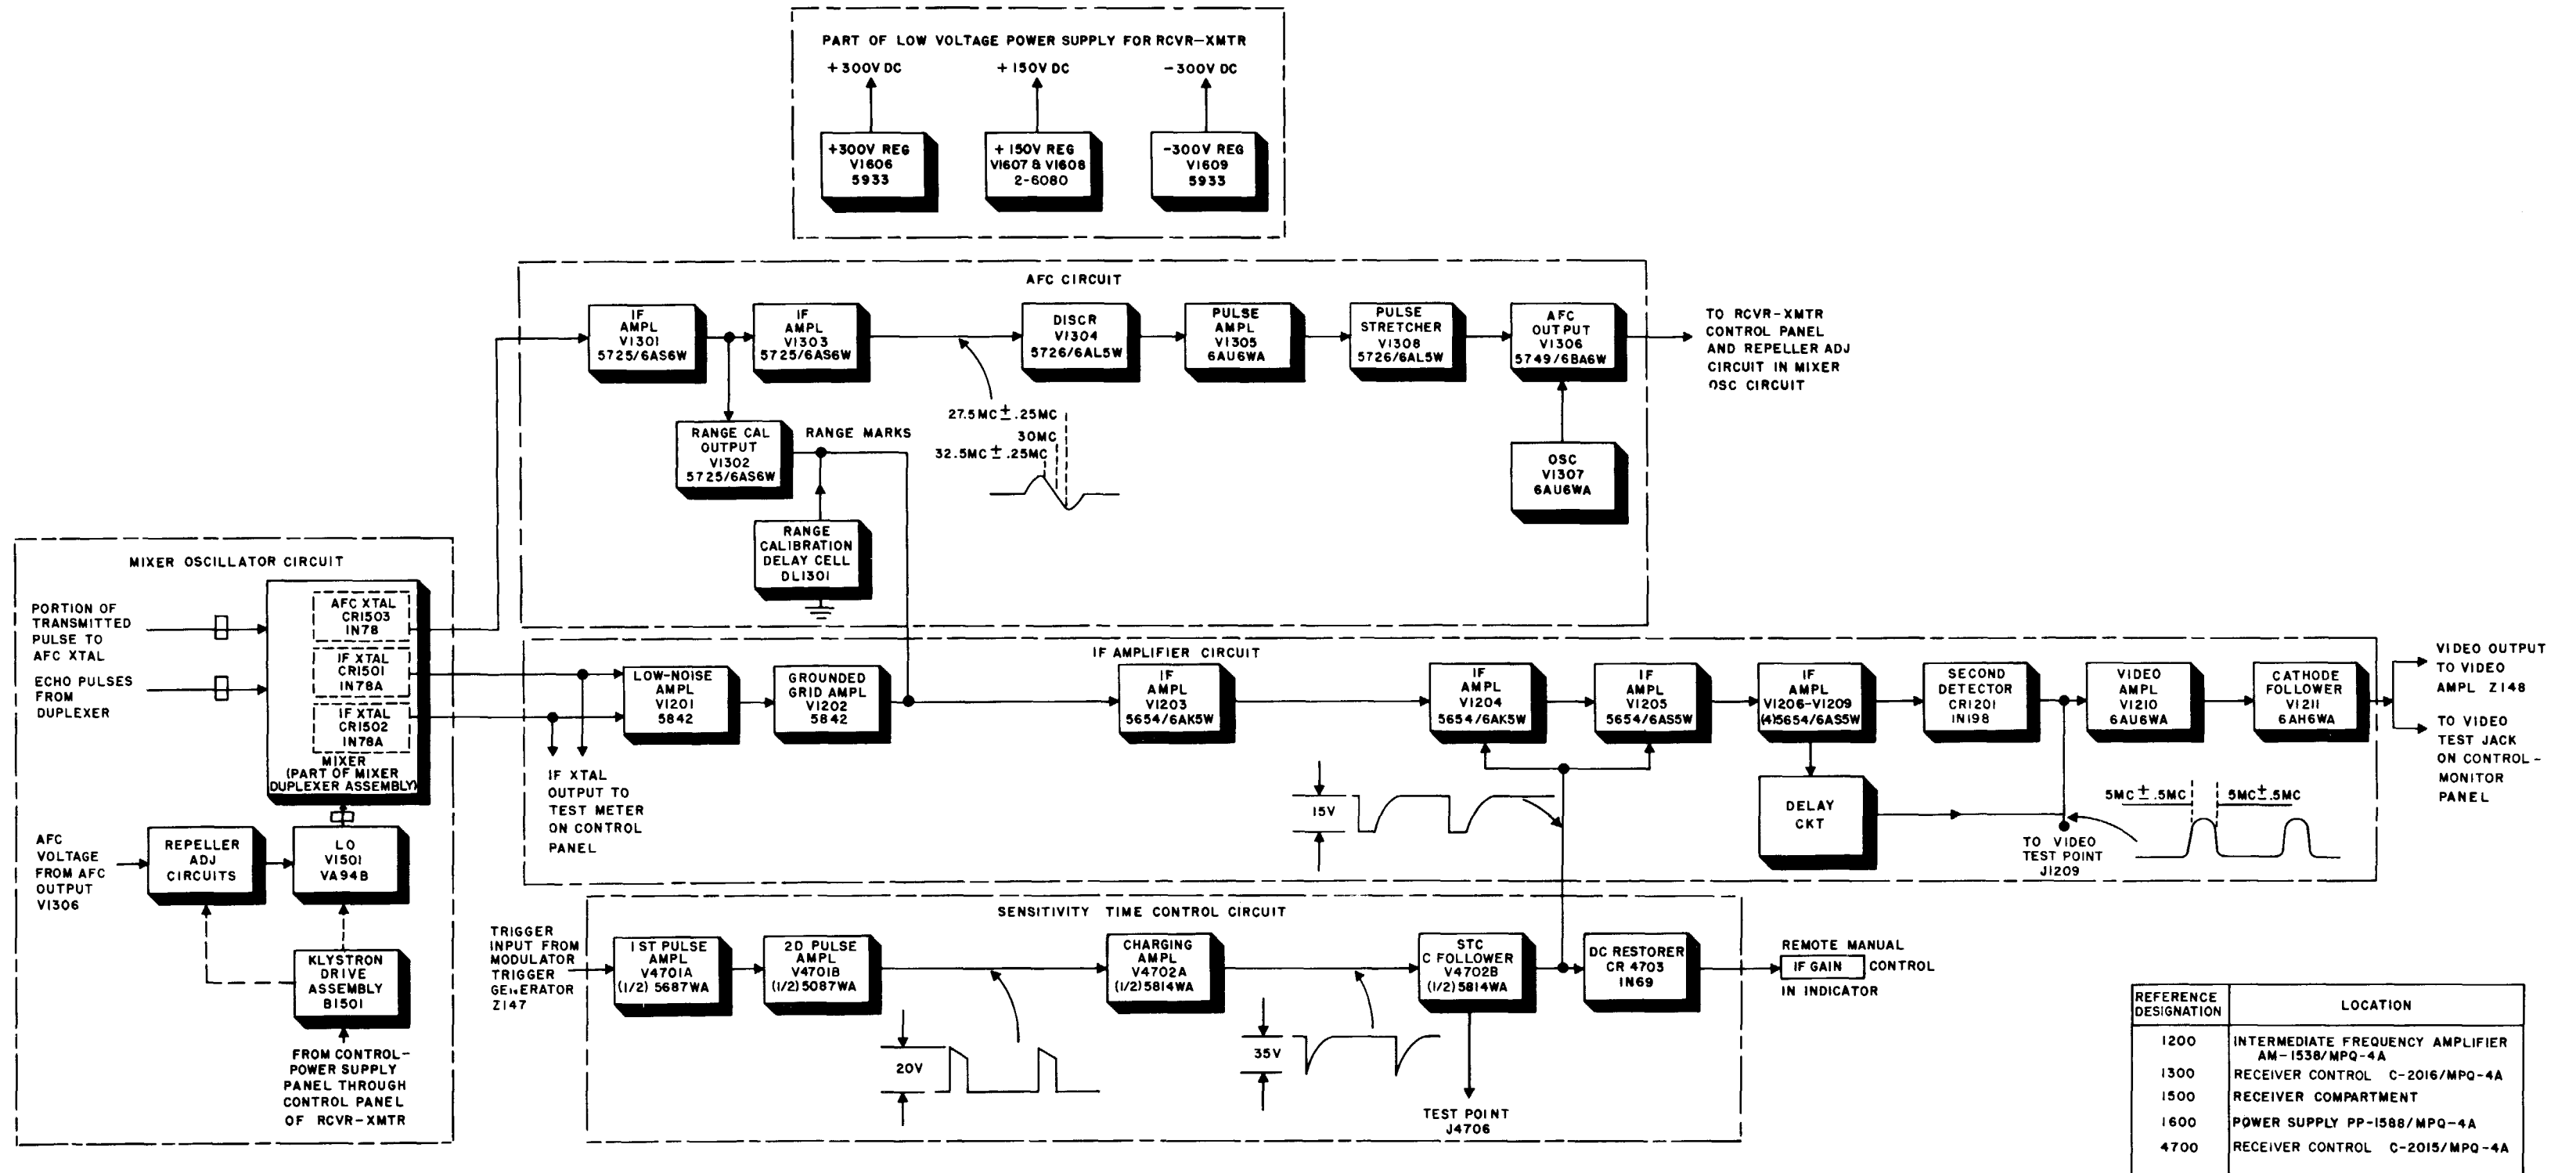 PART OF LOW VOLTAGE POWER SUPPLY FOR RCVR-XMTR
+300V DC
+150V DC
-300V DC
+300V REG
V1606
5933
+150V REG
V1607 & V1608
2-6080
-300V REG
V1609
5933
AFC CIRCUIT
IF
AMPL
V1301
5725/6AS6W
IF
AMPL
V1303
5725/6AS6W
DISCR
V1304
5726/6AL5W
PULSE
AMPL
V1305
6AU6WA
PULSE
STRETCHER
V1308
5726/6AL5W
AFC
OUTPUT
V1306
5749/6BA6W
TO RCVR-XMTR
CONTROL PANEL
AND REPELLER ADJ
CIRCUIT IN MIXER
OSC CIRCUIT
RANGE CAL
OUTPUT
V1302
5725/6AS6W
RANGE MARKS
27.5MC ± .25MC
30MC
32.5MC ± .25MC
OSC
V1307
6AU6WA
RANGE
CALIBRATION
DELAY CELL
DL1301
MIXER OSCILLATOR CIRCUIT
PORTION OF
TRANSMITTED
PULSE TO
AFC XTAL
ECHO PULSES
FROM
DUPLEXER
AFC XTAL
CR1503
IN78
IF XTAL
CR1501
IN78A
IF XTAL
CR1502
IN78A
MIXER
(PART OF MIXER
DUPLEXER ASSEMBLY)
AFC
VOLTAGE
FROM AFC
OUTPUT
V1306
REPELLER
ADJ
CIRCUITS
LO
V1501
VA94B
KLYSTRON
DRIVE
ASSEMBLY
B1501
FROM CONTROL-
POWER SUPPLY
PANEL THROUGH
CONTROL PANEL
OF RCVR-XMTR
IF AMPLIFIER CIRCUIT
LOW-NOISE
AMPL
V1201
5842
GROUNDED
GRID AMPL
V1202
5842
IF
AMPL
V1203
5654/6AK5W
IF
AMPL
V1204
5654/6AK5W
IF
AMPL
V1205
5654/6AS5W
IF
AMPL
V1206-V1209
(4)5654/6AS5W
SECOND
DETECTOR
CR1201
IN198
VIDEO
AMPL
V1210
6AU6WA
CATHODE
FOLLOWER
V1211
6AH6WA
VIDEO OUTPUT
TO VIDEO
AMPL Z148
TO VIDEO
TEST JACK
ON CONTROL-
MONITOR
PANEL
IF XTAL
OUTPUT TO
TEST METER
ON CONTROL
PANEL
15V
DELAY
CKT
TO VIDEO
TEST POINT
J1209
5MC ± .5MC
5MC ± .5MC
SENSITIVITY TIME CONTROL CIRCUIT
TRIGGER
INPUT FROM
MODULATOR
TRIGGER
GENERATOR
Z147
1ST PULSE
AMPL
V4701A
(1/2) 5687WA
2D PULSE
AMPL
V4701B
(1/2) 5087WA
CHARGING
AMPL
V4702A
(1/2) 5814WA
STC
C FOLLOWER
V4702B
(1/2) 5814WA
DC RESTORER
CR 4703
IN69
REMOTE MANUAL
IF GAIN CONTROL
IN INDICATOR
20V
35V
TEST POINT
J4706
REFERENCE DESIGNATION LOCATION
1200 INTERMEDIATE FREQUENCY AMPLIFIER
AM-1538/MPQ-4A
1300 RECEIVER CONTROL C-2016/MPQ-4A
1500 RECEIVER COMPARTMENT
1600 POWER SUPPLY PP-1588/MPQ-4A
4700 RECEIVER CONTROL C-2015/MPQ-4A